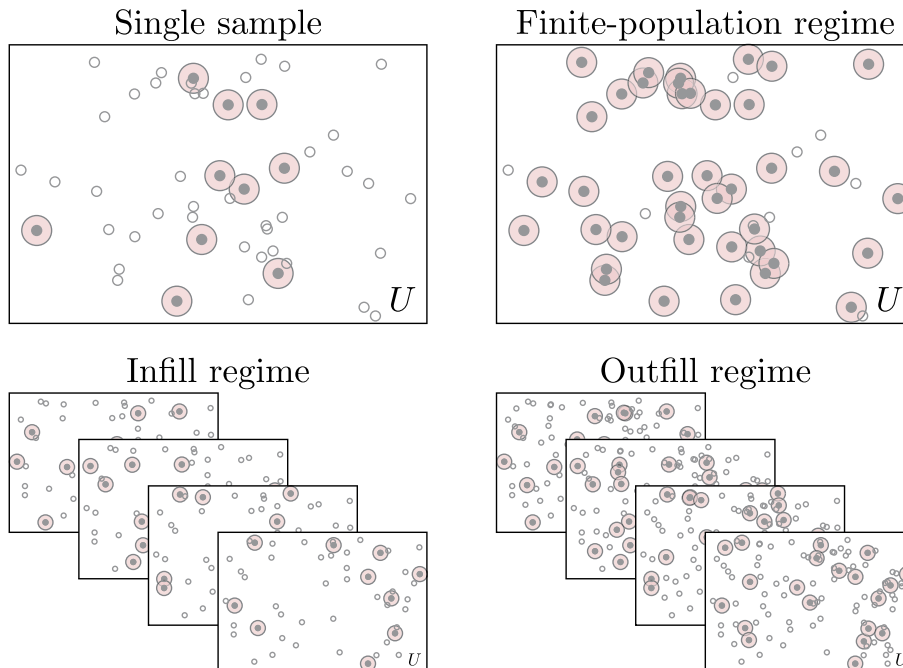 Single sample
Finite-population regime
U
U
Infill regime
Outfill regime
U
U